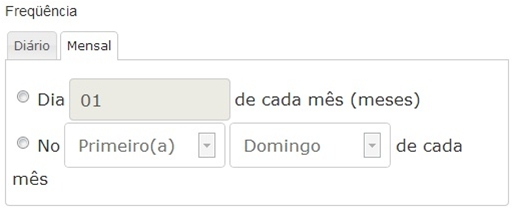 Freqüência
Diário Mensal
Dia 01 de cada mês (meses)
No Primeiro(a) Domingo de cada
mês